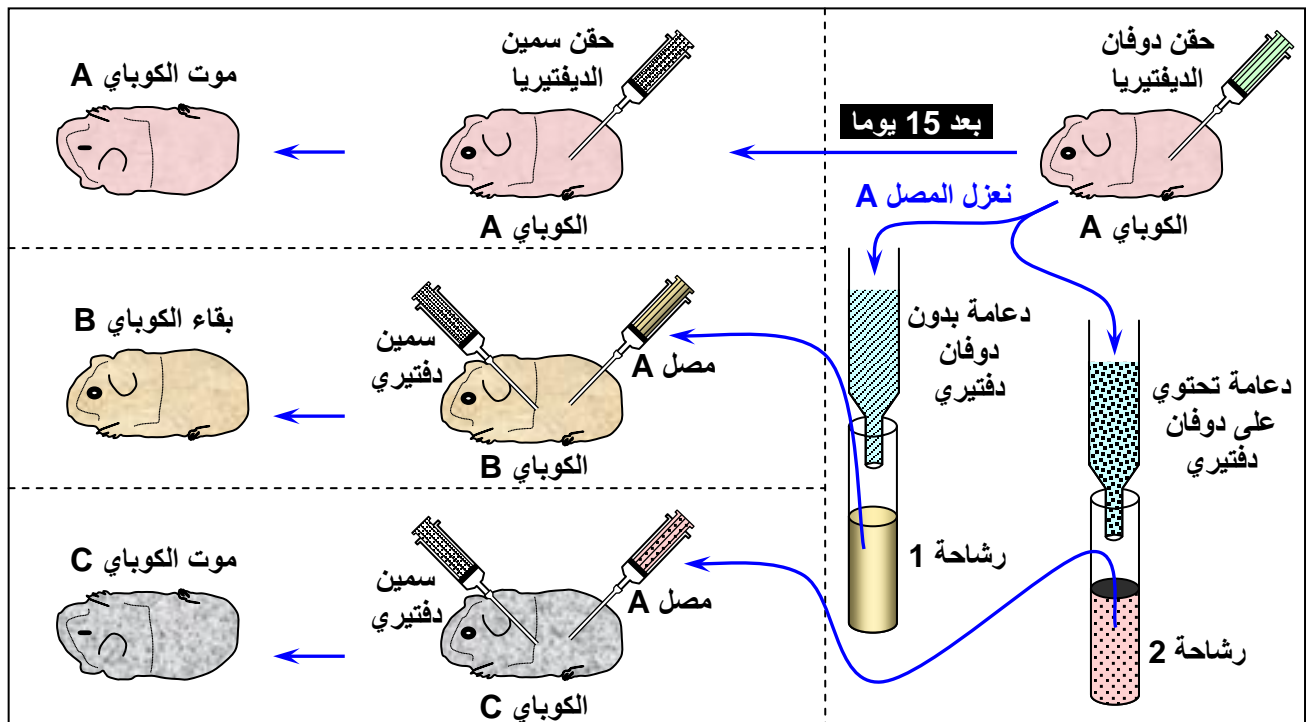 حقن دوفان
الديفتيريا
الكوباي A
بعد 15 يوما
نعزل المصل A
حقن سمين
الديفتيريا
الكوباي A
موت الكوباي A
دعامة بدون
دوفان
دفتيري
رشاحة 1
دعامة تحتوي
على دوفان
دفتيري
رشاحة 2
مصل A
سمين
دفتيري
الكوباي B
بقاء الكوباي B
مصل A
سمين
دفتيري
الكوباي C
موت الكوباي C